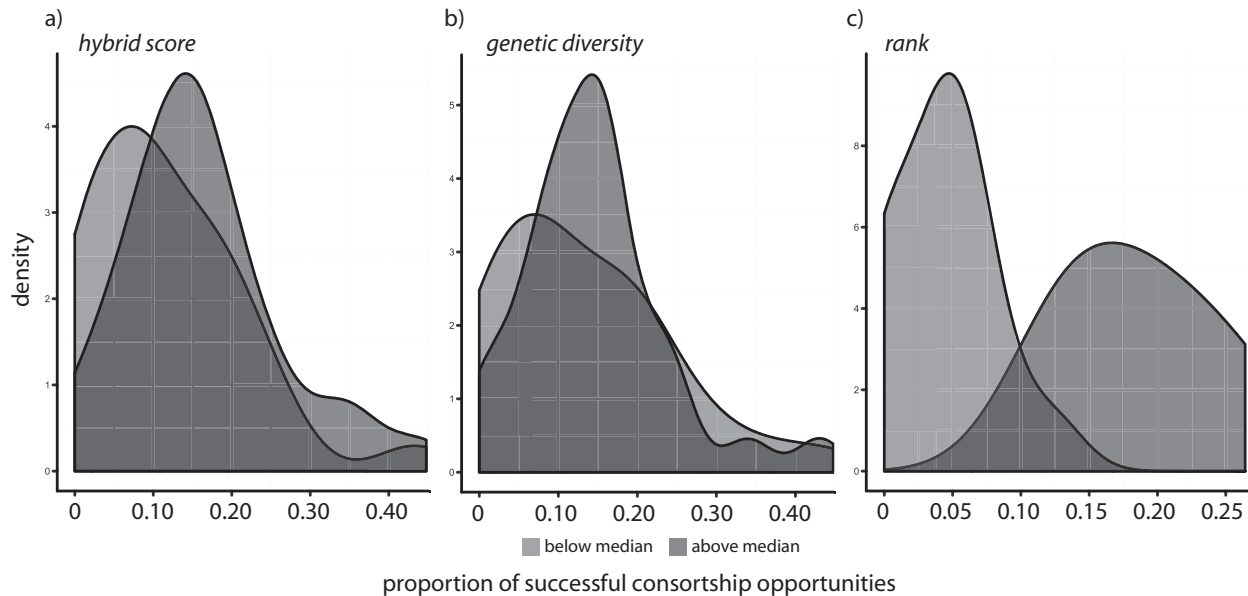 a)
hybrid score
b)
genetic diversity
c)
rank
density
4
3
2
1
0
0 0.10 0.20 0.30 0.40
5
4
3
2
1
0
0 0.10 0.20 0.30 0.40
8
6
4
2
0
0 0.05 0.10 0.15 0.20 0.25
below median above median
proportion of successful consortship opportunities